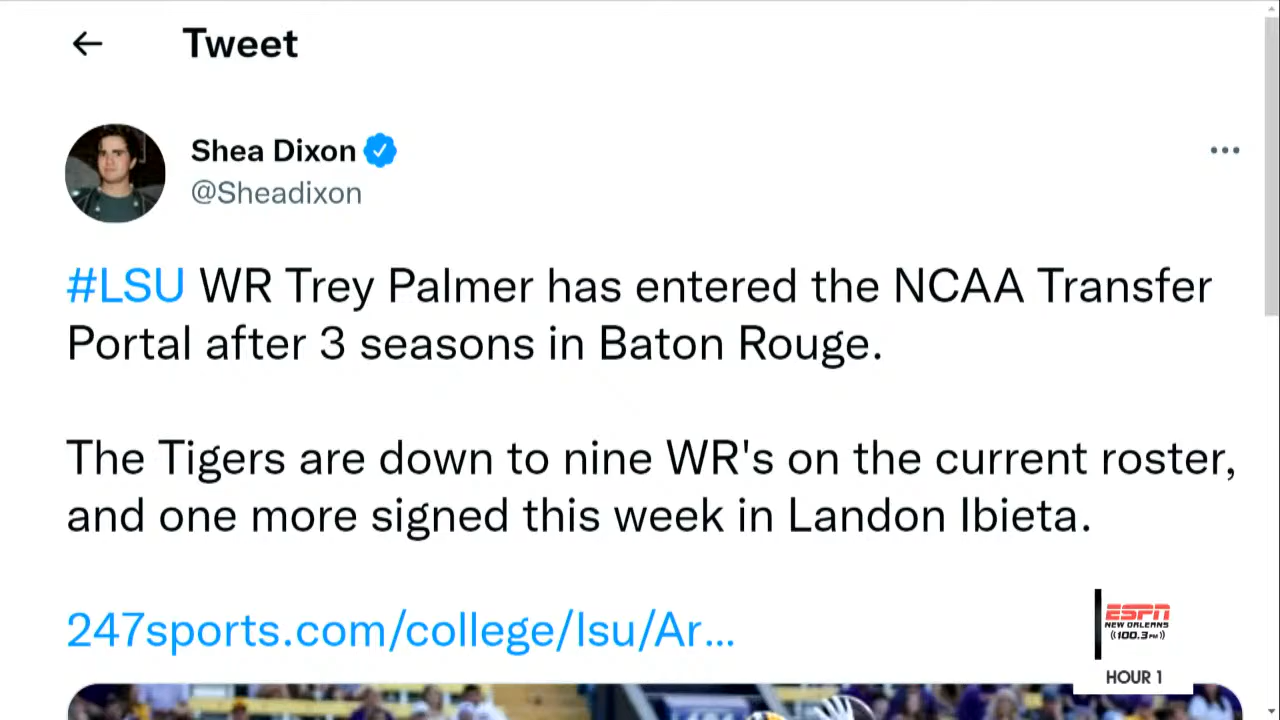 Tweet
Shea Dixon
@Sheadixon
#LSU WR Trey Palmer has entered the NCAA Transfer
Portal after 3 seasons in Baton Rouge.
The Tigers are down to nine WR's on the current roster,
and one more signed this week in Landon Ibieta.
247sports.com/college/lsu/Ar...
ESPN
NEW ORLEANS
((100.3 FM))
HOUR 1